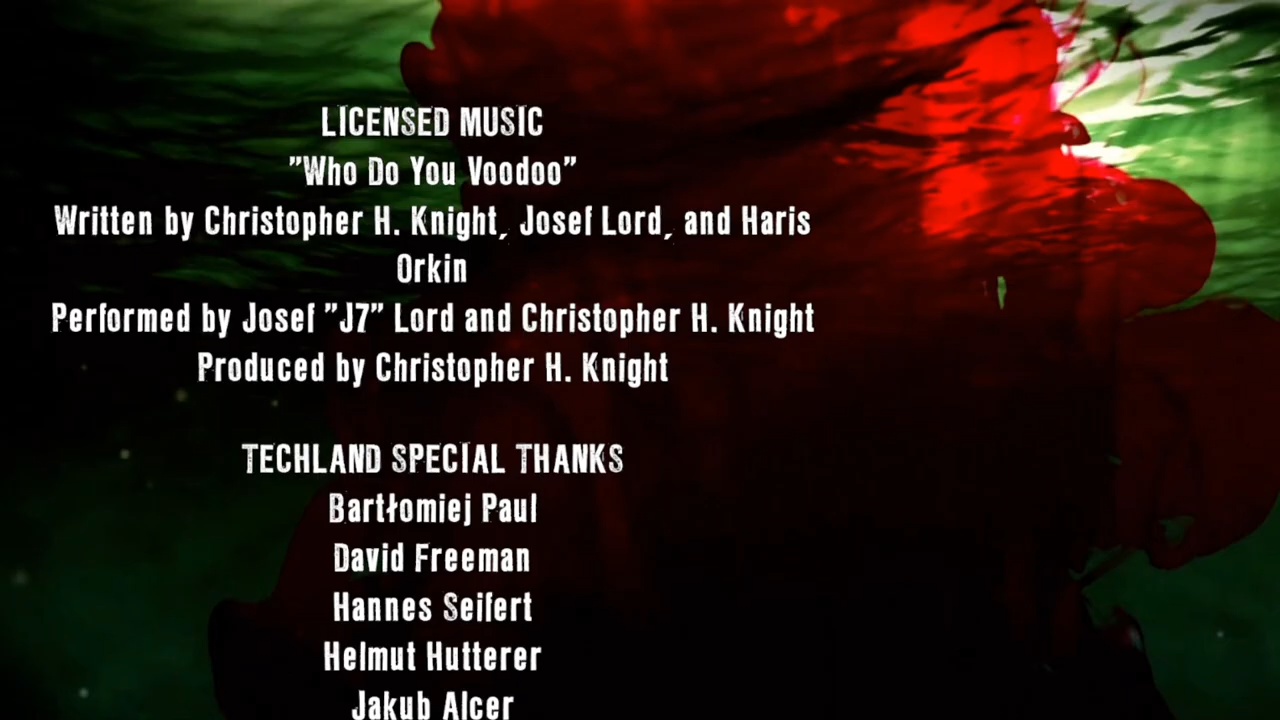 LICENSED MUSIC
"Who Do You Voodoo"
Written by Christopher H. Knight, Josef Lord, and Haris
Orkin
Performed by Josef "J7" Lord and Christopher H. Knight
Produced by Christopher H. Knight
TECHLAND SPECIAL THANKS
Bartłomiej Paul
David Freeman
Hannes Seifert
Helmut Hutterer
Jakub Alcer